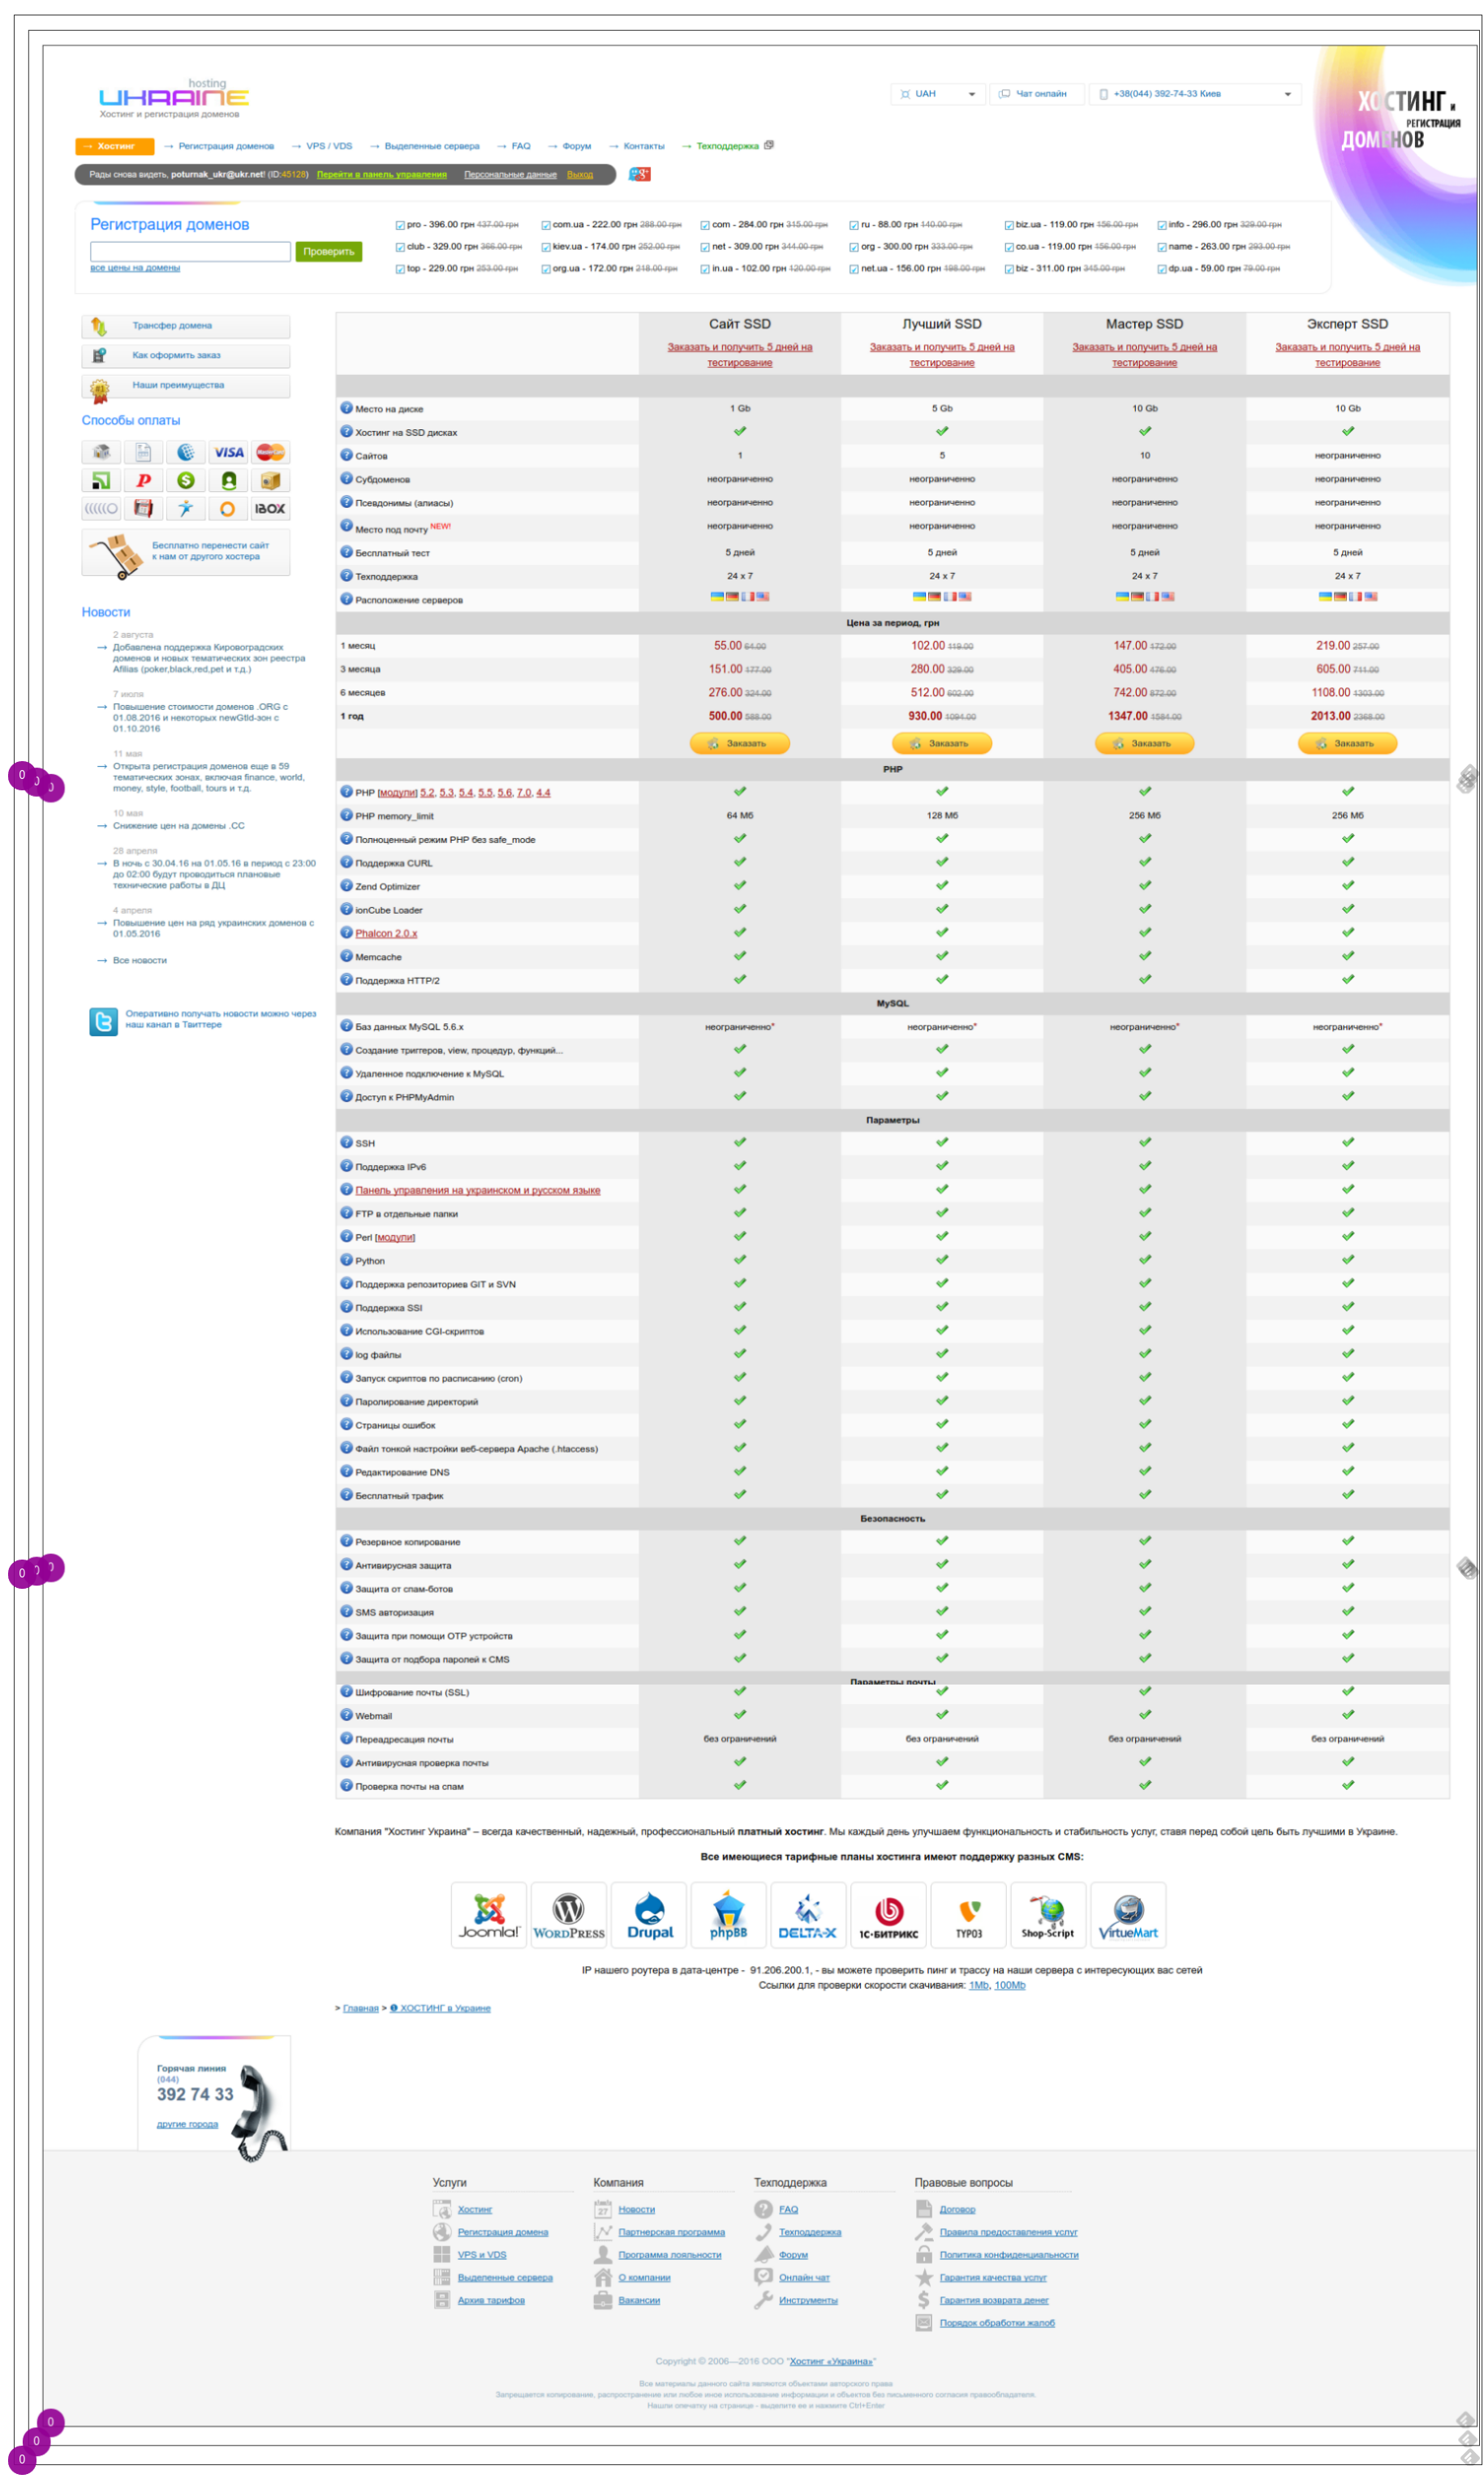 hosting
UKRAINE
Хостинг и регистрация доменов
UAH
Чат онлайн
+38(044) 392-74-33 Киев
ХОСТИНГ и
РЕГИСТРАЦИЯ
ДОМЕНОВ
→ Хостинг → Регистрация доменов → VPS / VDS → Выделенные сервера → FAQ → Форум → Контакты → Техподдержка
Рады снова видеть, poturnak_ukr@ukr.net! (ID:45128) Перейти в панель управления Персональные данные Выход
Регистрация доменов
Проверить
все цены на домены
pro - 396.00 грн 437.00 грн com.ua - 222.00 грн 288.00 грн com - 284.00 грн 315.00 грн ru - 88.00 грн 140.00 грн biz.ua - 119.00 грн 156.00 грн info - 296.00 грн 329.00 грн
club - 329.00 грн 366.00 грн kiev.ua - 174.00 грн 252.00 грн net - 309.00 грн 344.00 грн org - 300.00 грн 333.00 грн co.ua - 119.00 грн 156.00 грн name - 263.00 грн 293.00 грн
top - 229.00 грн 253.00 грн org.ua - 172.00 грн 218.00 грн in.ua - 102.00 грн 120.00 грн net.ua - 156.00 грн 198.00 грн biz - 311.00 грн 345.00 грн dp.ua - 59.00 грн 79.00 грн
Трансфер домена
Как оформить заказ
Наши преимущества
Способы оплаты
VISA
MasterCard
IBOX
Бесплатно перенести сайт
к нам от другого хостера
Новости
2 августа
→ Добавлена поддержка Кировоградских
доменов и новых тематических зон реестра
Afilias (poker,black,red,pet и т.д.)
7 июля
→ Повышение стоимости доменов .ORG с
01.08.2016 и некоторых newGtld-зон с
01.10.2016
11 мая
→ Открыта регистрация доменов еще в 59
тематических зонах, включая finance, world,
money, style, football, tours и т.д.
10 мая
→ Снижение цен на домены .CC
28 апреля
→ В ночь с 30.04.16 на 01.05.16 в период с 23:00
до 02:00 будут проводиться плановые
технические работы в ДЦ
4 апреля
→ Повышение цен на ряд украинских доменов с
01.05.2016
→ Все новости
Оперативно получать новости можно через
наш канал в Твиттере
Сайт SSD Лучший SSD Мастер SSD Эксперт SSD
Заказать и получить 5 дней на Заказать и получить 5 дней на Заказать и получить 5 дней на Заказать и получить 5 дней на
тестирование тестирование тестирование тестирование
Место на диске 1 Gb 5 Gb 10 Gb 10 Gb
Хостинг на SSD дисках
Сайтов 1 5 10 неограниченно
Субдоменов неограниченно неограниченно неограниченно неограниченно
Псевдонимы (алиасы) неограниченно неограниченно неограниченно неограниченно
Место под почту NEW! неограниченно неограниченно неограниченно неограниченно
Бесплатный тест 5 дней 5 дней 5 дней 5 дней
Техподдержка 24 x 7 24 x 7 24 x 7 24 x 7
Расположение серверов
Цена за период, грн
1 месяц 55.00 64.00 102.00 119.00 147.00 172.00 219.00 257.00
3 месяца 151.00 177.00 280.00 329.00 405.00 476.00 605.00 711.00
6 месяцев 276.00 324.00 512.00 602.00 742.00 872.00 1108.00 1303.00
1 год 500.00 588.00 930.00 1094.00 1347.00 1584.00 2013.00 2368.00
Заказать Заказать Заказать Заказать
PHP
PHP [модули] 5.2, 5.3, 5.4, 5.5, 5.6, 7.0, 4.4
PHP memory_limit 64 Мб 128 Мб 256 Мб 256 Мб
Полноценный режим PHP без safe_mode
Поддержка CURL
Zend Optimizer
ionCube Loader
Phalcon 2.0.x
Memcache
Поддержка HTTP/2
MySQL
Баз данных MySQL 5.6.x неограниченно* неограниченно* неограниченно* неограниченно*
Создание триггеров, view, процедур, функций...
Удаленное подключение к MySQL
Доступ к PHPMyAdmin
Параметры
SSH
Поддержка IPv6
Панель управления на украинском и русском языке
FTP в отдельные папки
Perl [модули]
Python
Поддержка репозиториев GIT и SVN
Поддержка SSI
Использование CGI-скриптов
log файлы
Запуск скриптов по расписанию (cron)
Паролирование директорий
Страницы ошибок
Файл тонкой настройки веб-сервера Apache (.htaccess)
Редактирование DNS
Бесплатный трафик
Безопасность
Резервное копирование
Антивирусная защита
Защита от спам-ботов
SMS авторизация
Защита при помощи OTP устройств
Защита от подбора паролей к CMS
Параметры почты
Шифрование почты (SSL)
Webmail
Переадресация почты без ограничений без ограничений без ограничений без ограничений
Антивирусная проверка почты
Проверка почты на спам
Компания "Хостинг Украина" – всегда качественный, надежный, профессиональный платный хостинг. Мы каждый день улучшаем функциональность и стабильность услуг, ставя перед собой цель быть лучшими в Украине.
Все имеющиеся тарифные планы хостинга имеют поддержку разных CMS:
Joomla! WORDPRESS Drupal phpBB DELTA-X 1С-БИТРИКС TYPO3 Shop-Script VirtueMart
IP нашего роутера в дата-центре - 91.206.200.1, - вы можете проверить пинг и трассу на наши сервера с интересующих вас сетей
Ссылки для проверки скорости скачивания: 1Mb, 100Mb
> Главная > ❶ ХОСТИНГ в Украине
Горячая линия
(044)
392 74 33
другие города
Услуги Компания Техподдержка Правовые вопросы
Хостинг 27 Новости FAQ Договор
Регистрация домена Партнерская программа Техподдержка Правила предоставления услуг
VPS и VDS Программа лояльности Форум Политика конфиденциальности
Выделенные сервера О компании Онлайн чат Гарантия качества услуг
Архив тарифов Вакансии Инструменты Гарантия возврата денег
Порядок обработки жалоб
Copyright © 2006—2016 ООО "Хостинг «Украина»"
Все материалы данного сайта являются объектами авторского права
Запрещается копирование, распространение или любое иное использование информации и объектов без письменного согласия правообладателя.
Нашли опечатку на странице - выделите ее и нажмите Ctrl+Enter
0 0 0
0 0 0
0
0
0